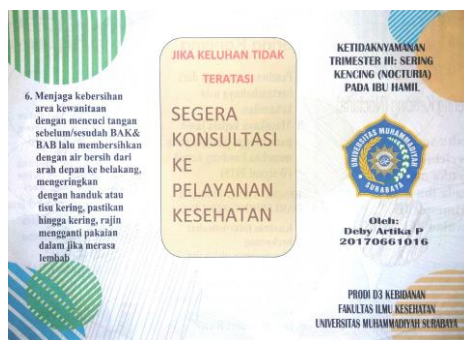 6. Menjaga kebersihan
area kewanitaan
dengan mencuci tangan
sebelum/sesudah BAK&
BAB lalu membersihkan
dengan air bersih dari
arah depan ke belakang,
mengeringkan
dengan handuk atau
tisu kering, pastikan
hingga kering, rajin
mengganti pakaian
dalam jika merasa
lembab
JIKA KELUHAN TIDAK
TERATASI
SEGERA
KONSULTASI
KE
PELAYANAN
KESEHATAN
KETIDAKNYAMANAN
TRIMESTER III: SERING
KENCING (NOCTURIA)
PADA IBU HAMIL
UNIVERSITAS MUHAMMADIYAH
SURABAYA
Oleh:
Deby Artika P
20170661016
PRODI D3 KEBIDANAN
FAKULTAS ILMU KESEHATAN
UNIVERSITAS MUHAMMADIYAH SURABAYA